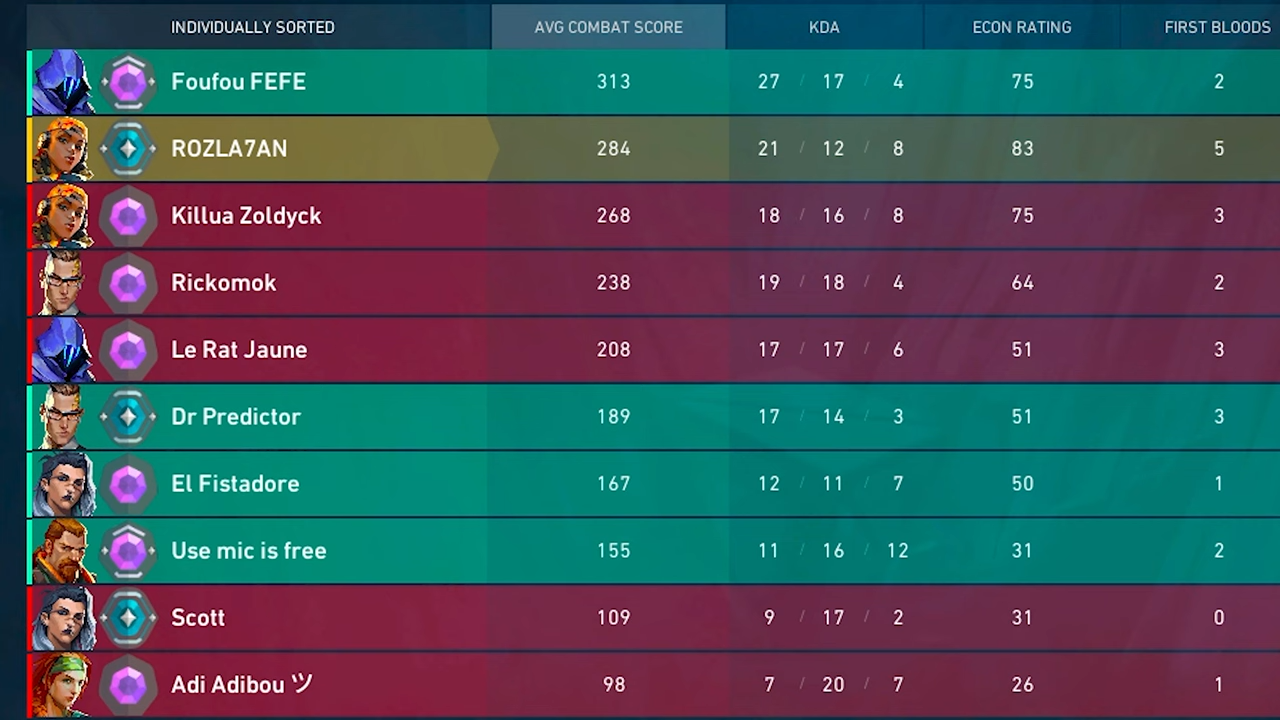 INDIVIDUALLY SORTED AVG COMBAT SCORE KDA ECON RATING FIRST BLOODS
Foufou FEFE 313 27 / 17 / 4 75 2
ROZLA7AN 284 21 / 12 / 8 83 5
Killua Zoldyck 268 18 / 16 / 8 75 3
Rickomok 238 19 / 18 / 4 64 2
Le Rat Jaune 208 17 / 17 / 6 51 3
Dr Predictor 189 17 / 14 / 3 51 3
El Fistadore 167 12 / 11 / 7 50 1
Use mic is free 155 11 / 16 / 12 31 2
Scott 109 9 / 17 / 2 31 0
Adi Adibou ツ 98 7 / 20 / 7 26 1